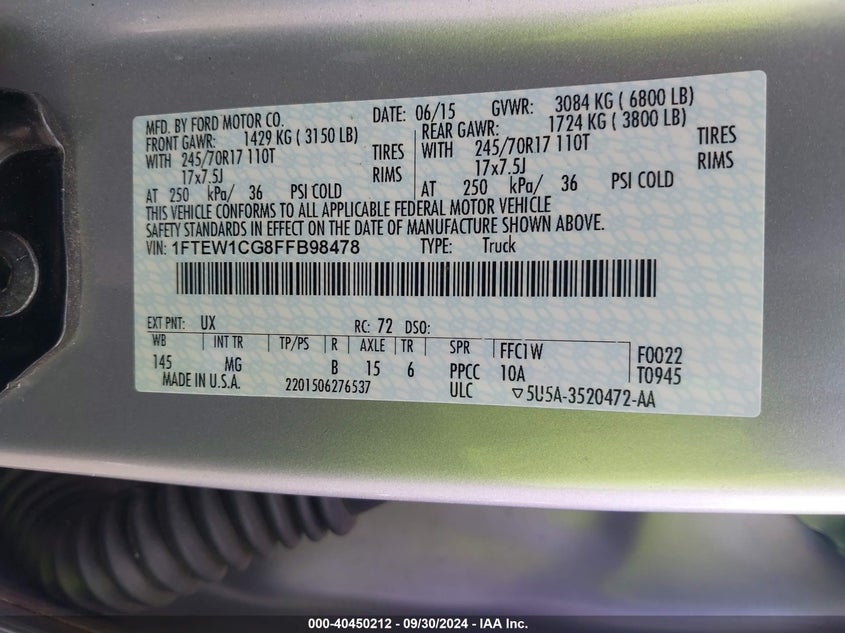 MFD. BY FORD MOTOR CO. DATE: 06/15 GVWR: 3084 KG ( 6800 LB)
FRONT GAWR: 1429 KG ( 3150 LB) REAR GAWR: 1724 KG ( 3800 LB)
WITH 245/70R17 110T TIRES WITH 245/70R17 110T TIRES
17x7.5J RIMS 17x7.5J RIMS
AT 250 kPa/ 36 PSI COLD AT 250 kPa/ 36 PSI COLD
THIS VEHICLE CONFORMS TO ALL APPLICABLE FEDERAL MOTOR VEHICLE
SAFETY STANDARDS IN EFFECT ON THE DATE OF MANUFACTURE SHOWN ABOVE.
VIN: 1FTEW1CG8FFB98478 TYPE: Truck
EXT PNT: UX RC: 72 DSO:
WB INT TR TP/PS R AXLE TR SPR FFC1W F0022
145 MG B 15 6 PPCC 10A T0945
MADE IN U.S.A. 2201506276537 ULC ▽5U5A-3520472-AA
000-40450212 - 09/30/2024 - IAA Inc.